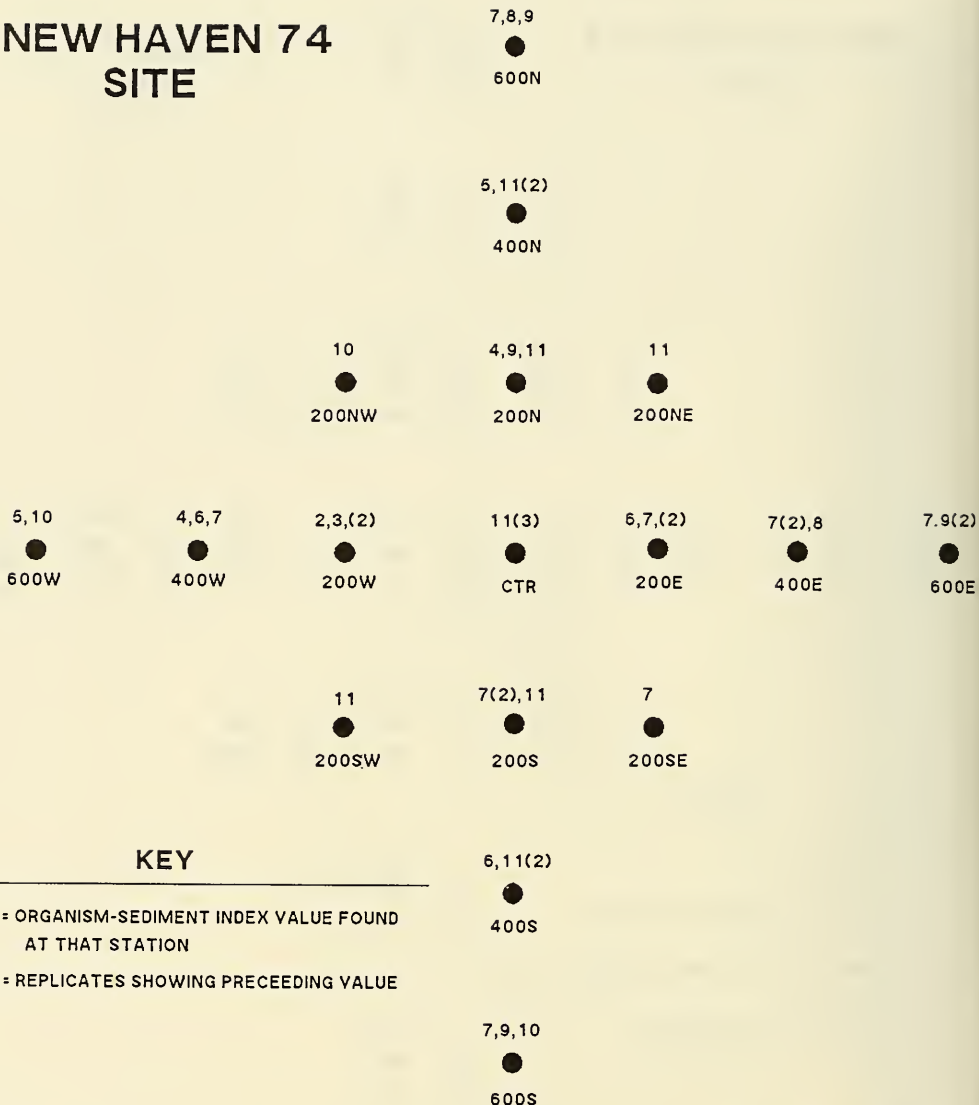 NEW HAVEN 74
SITE
7,8,9
600N
5,11(2)
400N
10 4,9,11 11
200NW 200N 200NE
5,10 4,6,7 2,3,(2) 11(3) 6,7,(2) 7(2),8 7.9(2)
600W 400W 200W CTR 200E 400E 600E
11 7(2),11 7
200SW 200S 200SE
KEY
= ORGANISM-SEDIMENT INDEX VALUE FOUND
AT THAT STATION
= REPLICATES SHOWING PRECEEDING VALUE
6,11(2)
400S
7,9,10
600S